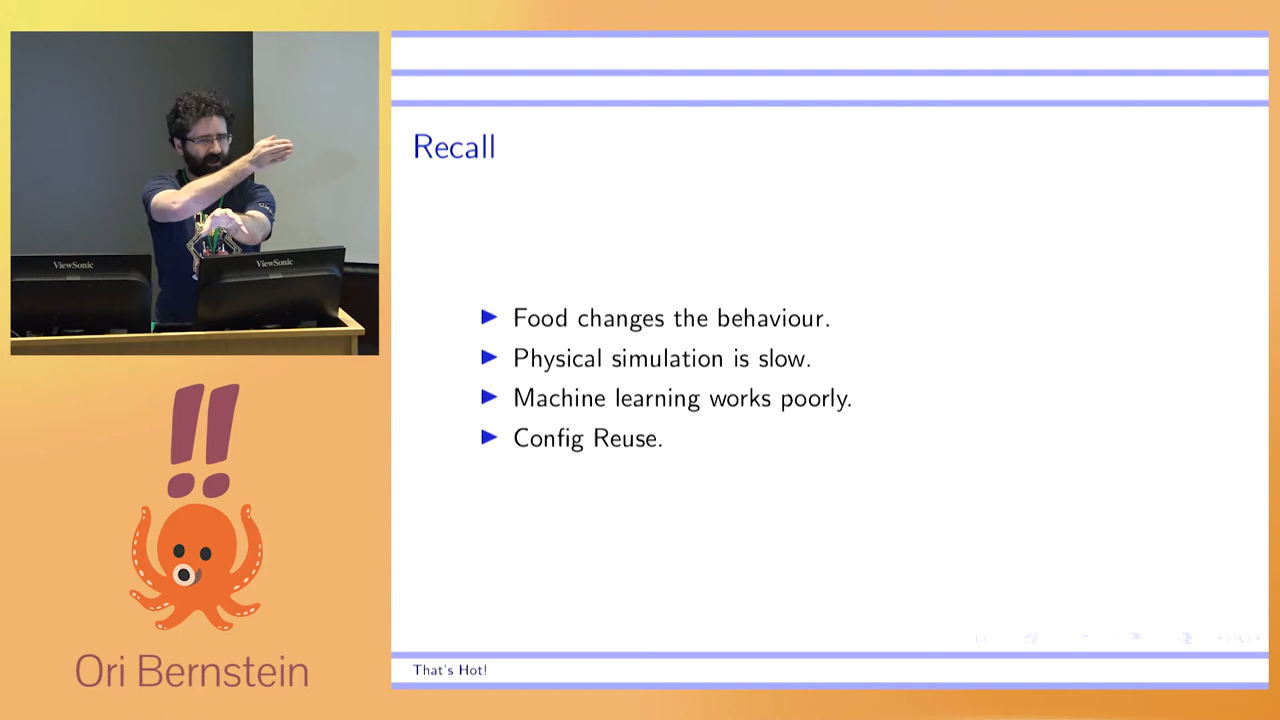 ViewSonic
ViewSonic
!!
Ori Bernstein
Recall
Food changes the behaviour.
Physical simulation is slow.
Machine learning works poorly.
Config Reuse.
That's Hot!